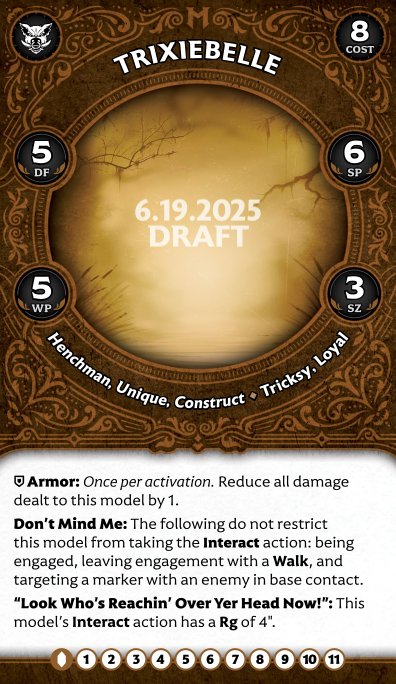 TRIXIEBELLE
8
COST
5
DF
6
SP
6.19.2025
DRAFT
5
WP
3
SZ
Henchman, Unique, Construct ◆ Tricksy, Loyal
Armor: Once per activation. Reduce all damage
dealt to this model by 1.
Don't Mind Me: The following do not restrict
this model from taking the Interact action: being
engaged, leaving engagement with a Walk, and
targeting a marker with an enemy in base contact.
“Look Who's Reachin' Over Yer Head Now!”: This
model's Interact action has a Rg of 4".
1 2 3 4 5 6 7 8 9 10 11